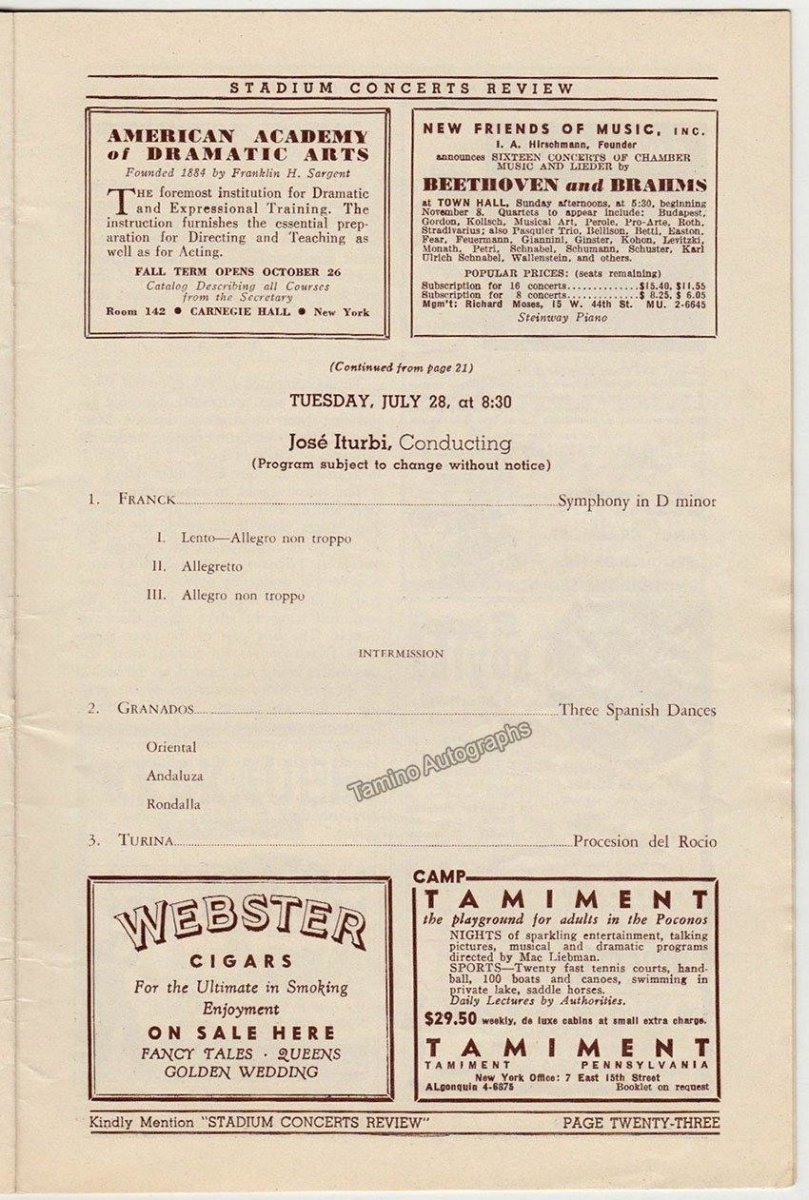 STADIUM CONCERTS REVIEW
AMERICAN ACADEMY
of DRAMATIC ARTS
Founded 1884 by Franklin H. Sargent
THE foremost institution for Dramatic
and Expressional Training. The
instruction furnishes the essential prep-
aration for Directing and Teaching as
well as for Acting.
FALL TERM OPENS OCTOBER 26
Catalog Describing all Courses
from the Secretary
Room 142 ● CARNEGIE HALL ● New York
NEW FRIENDS OF MUSIC, INC.
I. A. Hirschmann, Founder
announces SIXTEEN CONCERTS OF CHAMBER
MUSIC AND LIEDER by
BEETHOVEN and BRAHMS
at TOWN HALL, Sunday afternoons, at 5:30, beginning
November 8. Quartets to appear include: Budapest,
Gordon, Kolisch, Musical Art, Perole, Pro-Arte, Roth,
Stradivarius; also Pasquier Trio, Bellison, Betti, Easton,
Fear, Feuermann, Giannini, Ginster, Kohon, Levitzki,
Monath, Petri, Schnabel, Schumann, Schuster, Karl
Ulrich Schnabel, Wallenstein, and others.
POPULAR PRICES: (seats remaining)
Subscription for 16 concerts..............$15.40, $11.55
Subscription for 8 concerts..............$ 8.25, $ 6.05
Mgm't: Richard Moses, 15 W. 44th St. MU. 2-6645
Steinway Piano
(Continued from page 21)
TUESDAY, JULY 28, at 8:30
José Iturbi, Conducting
(Program subject to change without notice)
1. FRANCK..............Symphony in D minor
I. Lento—Allegro non troppo
II. Allegretto
III. Allegro non troppo
INTERMISSION
2. GRANADOS..............Three Spanish Dances
Oriental
Andaluza
Rondalla
Tamino Autographs
3. TURINA..............Procesion del Rocio
WEBSTER
CIGARS
For the Ultimate in Smoking
Enjoyment
ON SALE HERE
FANCY TALES · QUEENS
GOLDEN WEDDING
CAMP
TAMIMENT
the playground for adults in the Poconos
NIGHTS of sparkling entertainment, talking
pictures, musical and dramatic programs
directed by Mac Liebman.
SPORTS—Twenty fast tennis courts, hand-
ball, 100 boats and canoes, swimming in
private lake, saddle horses.
Daily Lectures by Authorities.
$29.50 weekly, de luxe cabins at small extra charge.
TAMIMENT
TAMIMENT PENNSYLVANIA
New York Office: 7 East 15th Street
ALgonquin 4-6875 Booklet on request
Kindly Mention "STADIUM CONCERTS REVIEW" PAGE TWENTY-THREE